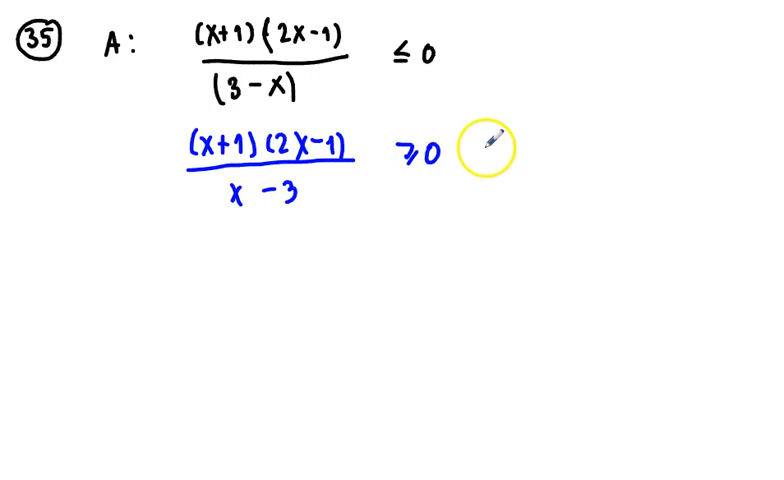 35 A: (x+1)(2x-1) / (3-x) ≤ 0
(x+1)(2x-1) / x-3 ⩾ 0